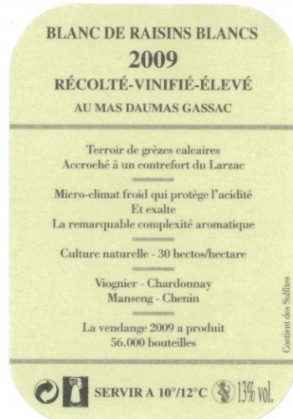 BLANC DE RAISINS BLANCS
2009
RÉCOLTÉ-VINIFIÉ-ÉLEVÉ
AU MAS DAUMAS GASSAC
Terroir de grèzes calcaires
Accroché à un contrefort du Larzac
Micro-climat froid qui protège l'acidité
Et exalte
La remarquable complexité aromatique
Culture naturelle - 30 hectos/hectare
Viognier - Chardonnay
Manseng - Chenin
La vendange 2009 a produit
56.000 bouteilles
SERVIR A 10°/12°C
13% vol.
Contient des Sulfites